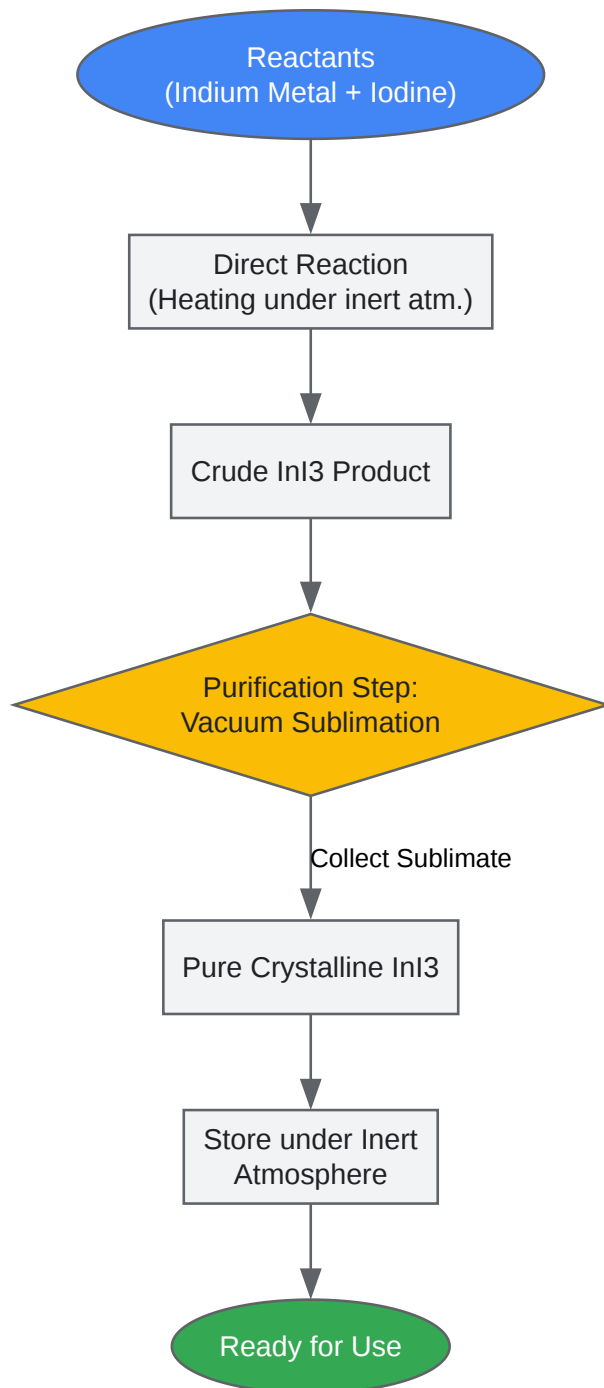 Reactants
(Indium Metal + Iodine)
Direct Reaction
(Heating under inert atm.)
Crude InI3 Product
Purification Step:
Vacuum Sublimation
Collect Sublimate
Pure Crystalline InI3
Store under Inert
Atmosphere
Ready for Use